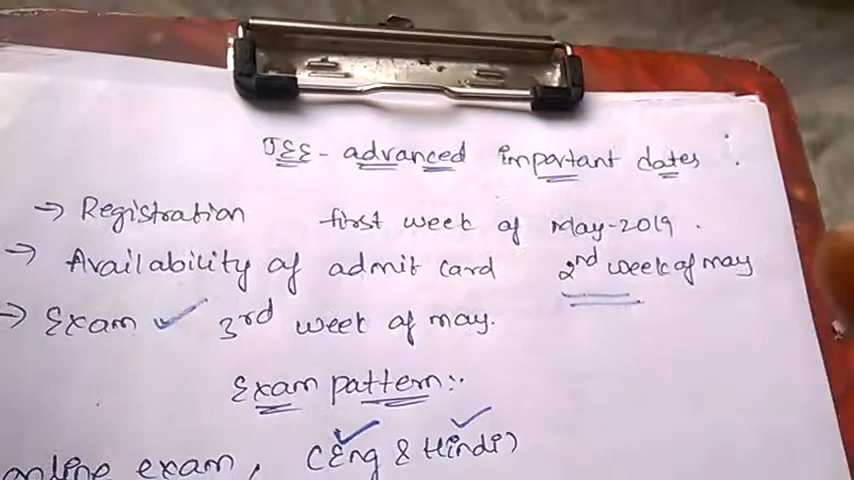 JEE - advanced important dates :
→ Registration first week of May-2019.
→ Availability of admit card 2nd week of may
→ Exam ✓ 3rd week of may.
Exam pattern:-
online exam, (Eng & Hindi)